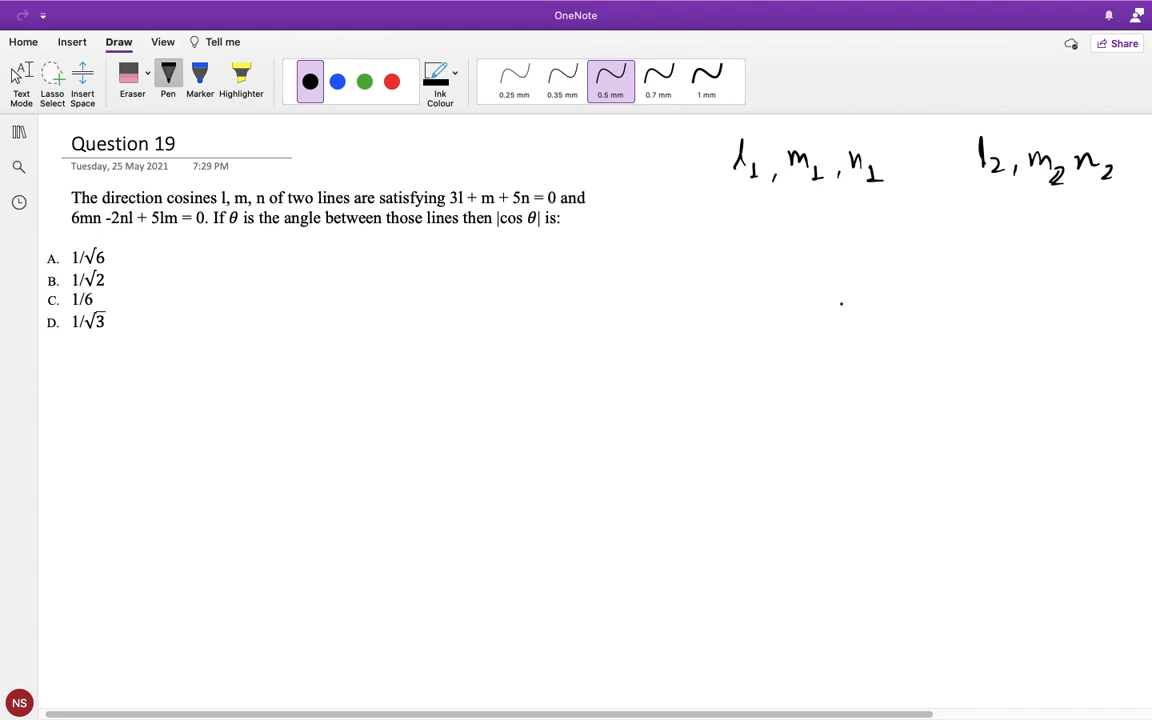 OneNote
Home Insert Draw View Tell me
Share
Text Mode
Lasso Select
Insert Space
Eraser
Pen
Marker
Highlighter
Ink Colour
0.25 mm
0.35 mm
0.5 mm
0.7 mm
1 mm
Question 19
Tuesday, 25 May 2021 7:29 PM
l₁, m₁, n₁ l₂, m₂ n₂
The direction cosines l, m, n of two lines are satisfying 3l + m + 5n = 0 and
6mn -2nl + 5lm = 0. If θ is the angle between those lines then |cos θ| is:
A. 1/√6
B. 1/√2
C. 1/6
D. 1/√3
NS